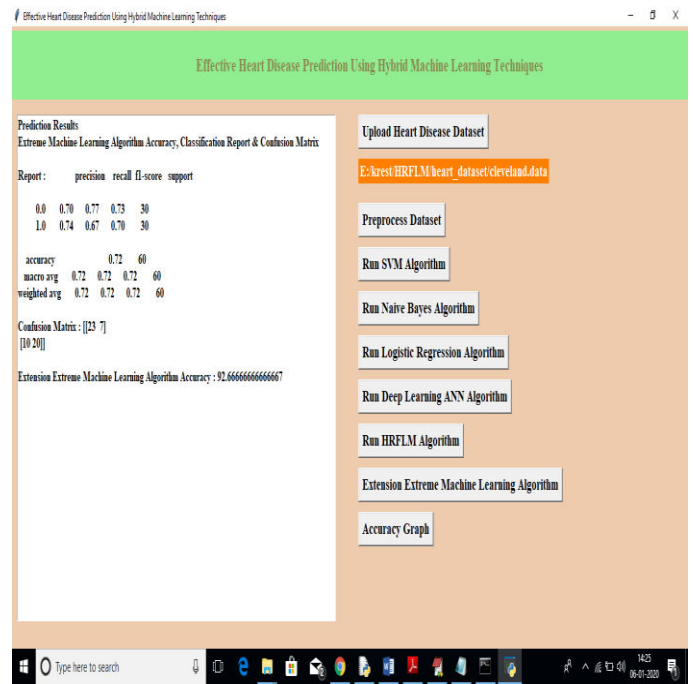 Effective Heart Disease Prediction Using Hybrid Machine Learning Techniques
Effective Heart Disease Prediction Using Hybrid Machine Learning Techniques
Prediction Results
Extreme Machine Learning Algorithm Accuracy, Classification Report & Confusion Matrix
Report : precision recall f1-score support
0.0 0.70 0.77 0.73 30
1.0 0.74 0.67 0.70 30
accuracy 0.72 60
macro avg 0.72 0.72 0.72 60
weighted avg 0.72 0.72 0.72 60
Confusion Matrix : [[23 7]
[10 20]]
Extension Extreme Machine Learning Algorithm Accuracy : 92.66666666666667
Upload Heart Disease Dataset
E:/krest/HRFLM/heart_dataset/cleveland.data
Preprocess Dataset
Run SVM Algorithm
Run Naive Bayes Algorithm
Run Logistic Regression Algorithm
Run Deep Learning ANN Algorithm
Run HRFLM Algorithm
Extension Extreme Machine Learning Algorithm
Accuracy Graph
Type here to search
14:25
06-01-2020